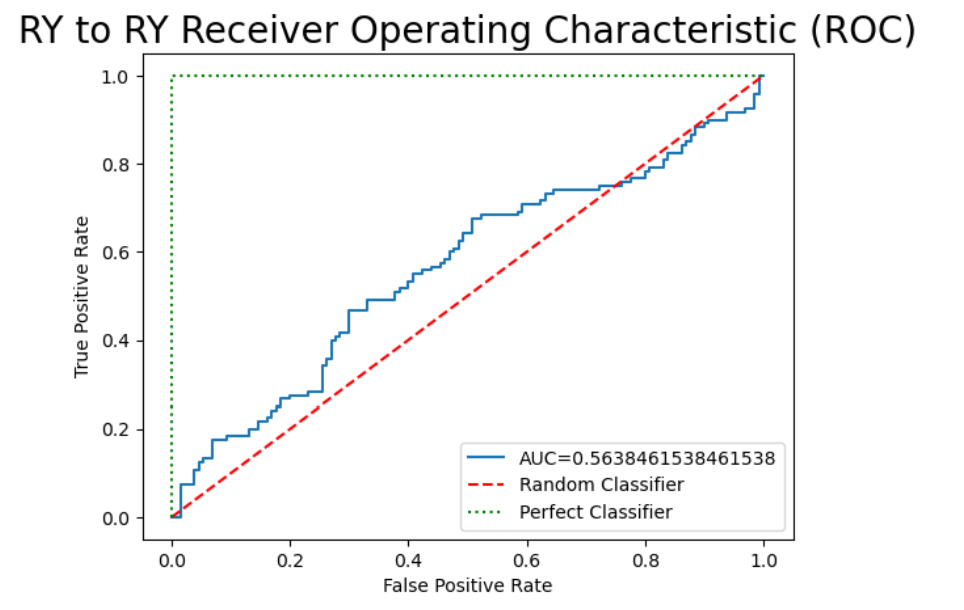 RY to RY Receiver Operating Characteristic (ROC)
1.0
0.8
0.6
0.4
0.2
0.0
True Positive Rate
AUC=0.5638461538461538
Random Classifier
Perfect Classifier
0.0 0.2 0.4 0.6 0.8 1.0
False Positive Rate